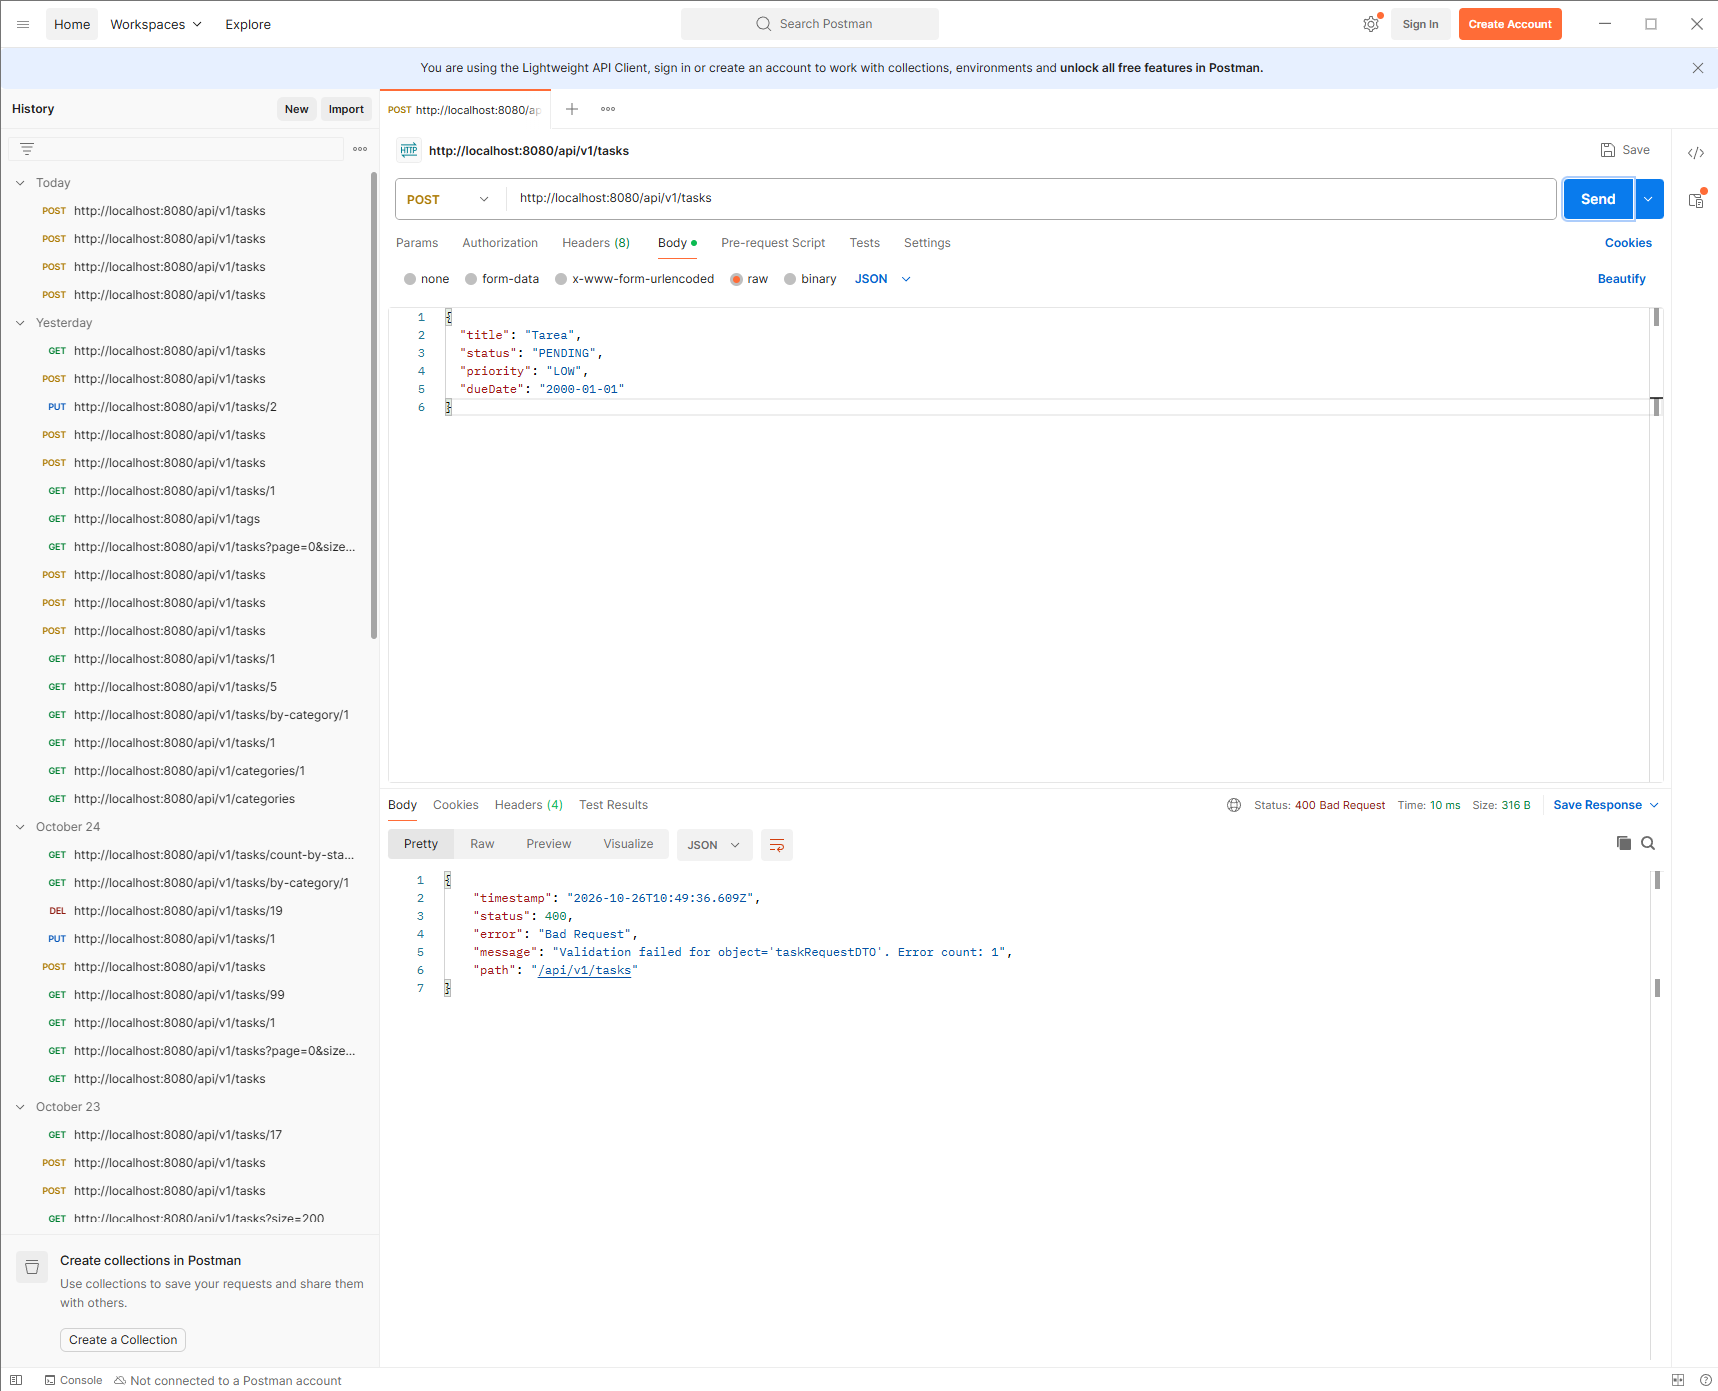 Home Workspaces Explore Search Postman Sign In Create Account
You are using the Lightweight API Client, sign in or create an account to work with collections, environments and unlock all free features in Postman.
History New Import
Today
POST http://localhost:8080/api/v1/tasks
POST http://localhost:8080/api/v1/tasks
POST http://localhost:8080/api/v1/tasks
POST http://localhost:8080/api/v1/tasks
Yesterday
GET http://localhost:8080/api/v1/tasks
POST http://localhost:8080/api/v1/tasks
PUT http://localhost:8080/api/v1/tasks/2
POST http://localhost:8080/api/v1/tasks
POST http://localhost:8080/api/v1/tasks
GET http://localhost:8080/api/v1/tasks/1
GET http://localhost:8080/api/v1/tags
GET http://localhost:8080/api/v1/tasks?page=0&size...
POST http://localhost:8080/api/v1/tasks
POST http://localhost:8080/api/v1/tasks
POST http://localhost:8080/api/v1/tasks
GET http://localhost:8080/api/v1/tasks/1
GET http://localhost:8080/api/v1/tasks/5
GET http://localhost:8080/api/v1/tasks/by-category/1
GET http://localhost:8080/api/v1/tasks/1
GET http://localhost:8080/api/v1/categories/1
GET http://localhost:8080/api/v1/categories
October 24
GET http://localhost:8080/api/v1/tasks/count-by-sta...
GET http://localhost:8080/api/v1/tasks/by-category/1
DEL http://localhost:8080/api/v1/tasks/19
PUT http://localhost:8080/api/v1/tasks/1
POST http://localhost:8080/api/v1/tasks
GET http://localhost:8080/api/v1/tasks/99
GET http://localhost:8080/api/v1/tasks/1
GET http://localhost:8080/api/v1/tasks?page=0&size...
GET http://localhost:8080/api/v1/tasks
October 23
GET http://localhost:8080/api/v1/tasks/17
POST http://localhost:8080/api/v1/tasks
POST http://localhost:8080/api/v1/tasks
GET http://localhost:8080/api/v1/tasks?size=200
Create collections in Postman
Use collections to save your requests and share them
with others.
Create a Collection
POST http://localhost:8080/ap
HTTP http://localhost:8080/api/v1/tasks Save
POST http://localhost:8080/api/v1/tasks Send
Params Authorization Headers (8) Body Pre-request Script Tests Settings Cookies
none form-data x-www-form-urlencoded raw binary JSON Beautify
1 {
2 "title": "Tarea",
3 "status": "PENDING",
4 "priority": "LOW",
5 "dueDate": "2000-01-01"
6 }
Body Cookies Headers (4) Test Results Status: 400 Bad Request Time: 10 ms Size: 316 B Save Response
Pretty Raw Preview Visualize JSON
1 {
2 "timestamp": "2026-10-26T10:49:36.609Z",
3 "status": 400,
4 "error": "Bad Request",
5 "message": "Validation failed for object='taskRequestDTO'. Error count: 1",
6 "path": "/api/v1/tasks"
7 }
Console Not connected to a Postman account